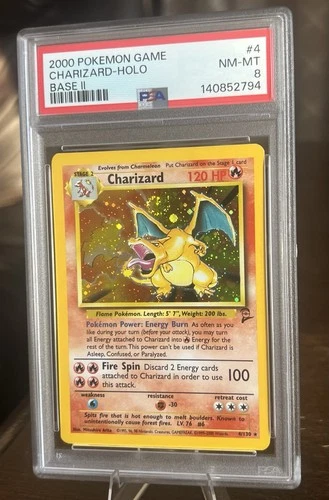 2000 POKEMON GAME #4
CHARIZARD-HOLO NM-MT
BASE II 8
PSA 140852794
Evolves from Charmeleon Put Charizard on the Stage 1 card
STAGE 2
Charizard 120 HP
Flame Pokémon. Length: 5' 7", Weight: 200 lbs.
Pokémon Power: Energy Burn As often as you
like during your turn (before your attack), you may turn
all Energy attached to Charizard into for
the rest of the turn. This power can't be used if Charizard is
Asleep, Confused, or Paralyzed.
Fire Spin Discard 2 Energy cards
attached to Charizard in order to use 100
this attack.
weakness resistance retreat cost
-30
Spits fire that is hot enough to melt boulders. Known to
unintentionally cause forest fires. LV. 76 #6
4/130